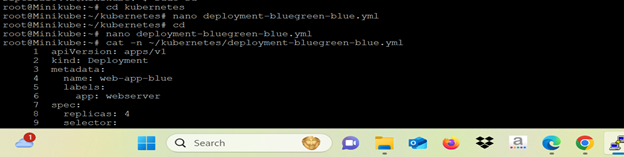 root@Minikube:~# cd kubernetes
root@Minikube:~/kubernetes# nano deployment-bluegreen-blue.yml
root@Minikube:~/kubernetes# cd
root@Minikube:~# nano deployment-bluegreen-blue.yml
root@Minikube:~# cat -n ~/kubernetes/deployment-bluegreen-blue.yml
1 apiVersion: apps/v1
2 kind: Deployment
3 metadata:
4 name: web-app-blue
5 labels:
6 app: webserver
7 spec:
8 replicas: 4
9 selector:
1
Search
a